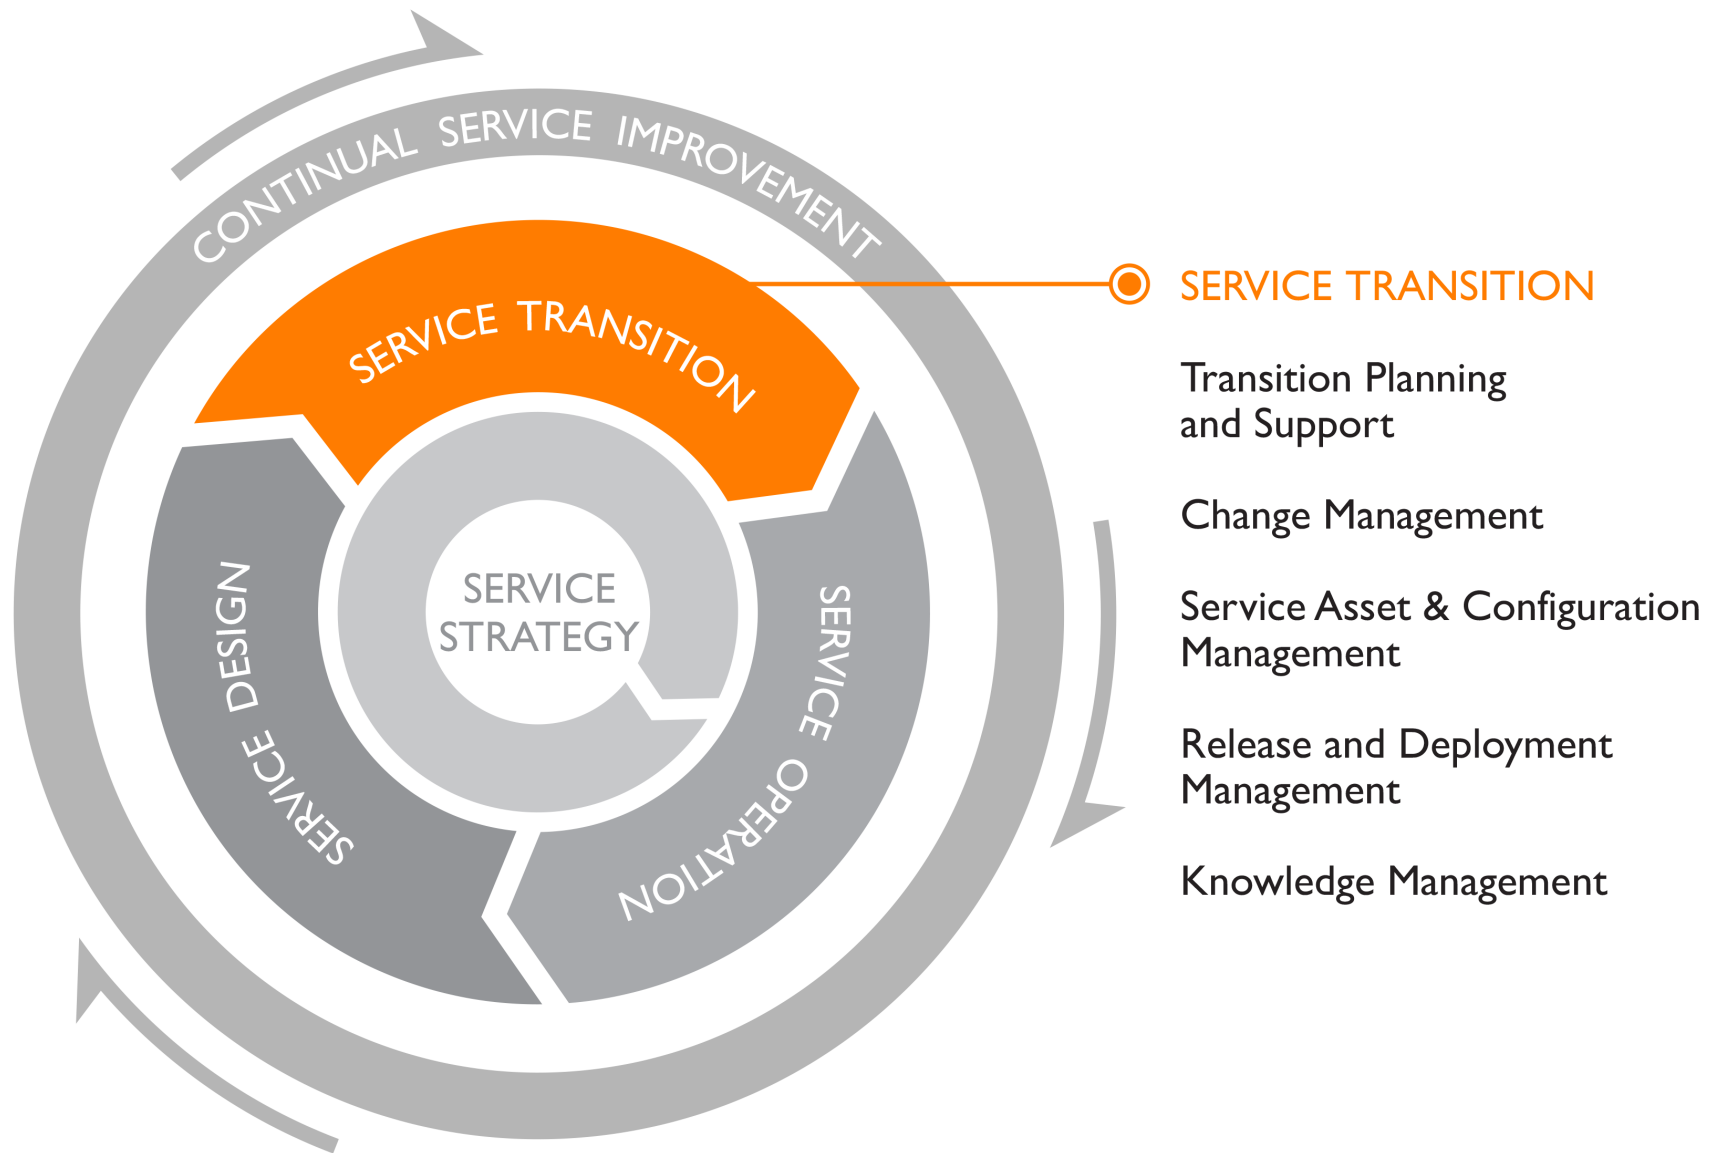 CONTINUAL SERVICE IMPROVEMENT
SERVICE TRANSITION
SERVICE DESIGN
SERVICE
STRATEGY
SERVICE OPERATION
SERVICE TRANSITION
Transition Planning
and Support
Change Management
Service Asset & Configuration
Management
Release and Deployment
Management
Knowledge Management